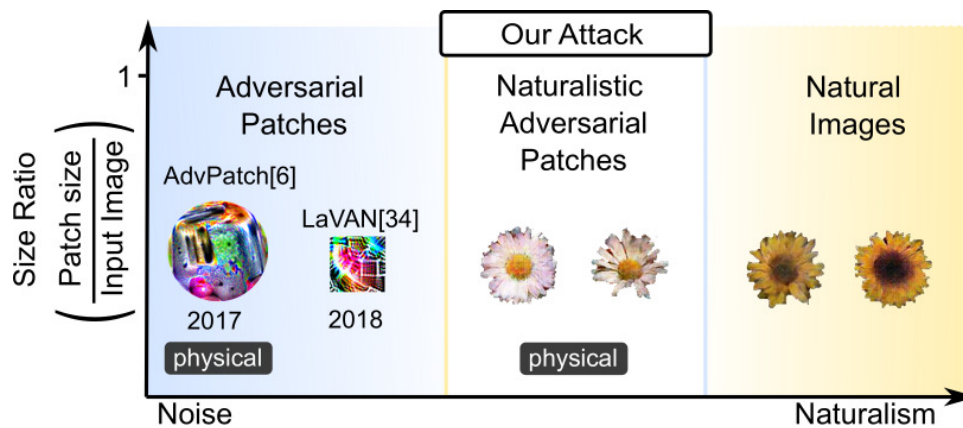 Our Attack
1
Adversarial
Patches
Naturalistic
Adversarial
Patches
Natural
Images
Size Ratio
Patch size
Input Image
AdvPatch[6]
LaVAN[34]
2017
2018
physical
physical
Noise
Naturalism